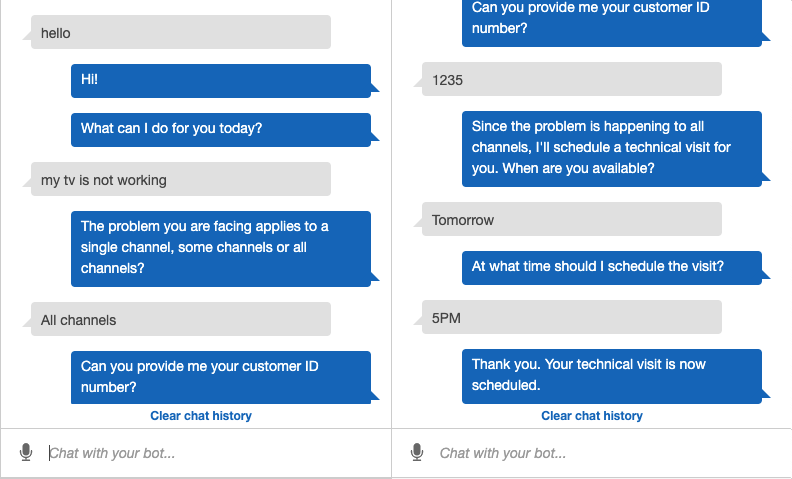 hello
Hi!
What can I do for you today?
my tv is not working
The problem you are facing applies to a
single channel, some channels or all
channels?
All channels
Can you provide me your customer ID
number?
Clear chat history
Chat with your bot...
Can you provide me your customer ID
number?
1235
Since the problem is happening to all
channels, I'll schedule a technical visit for
you. When are you available?
Tomorrow
At what time should I schedule the visit?
5PM
Thank you. Your technical visit is now
scheduled.
Clear chat history
Chat with your bot...